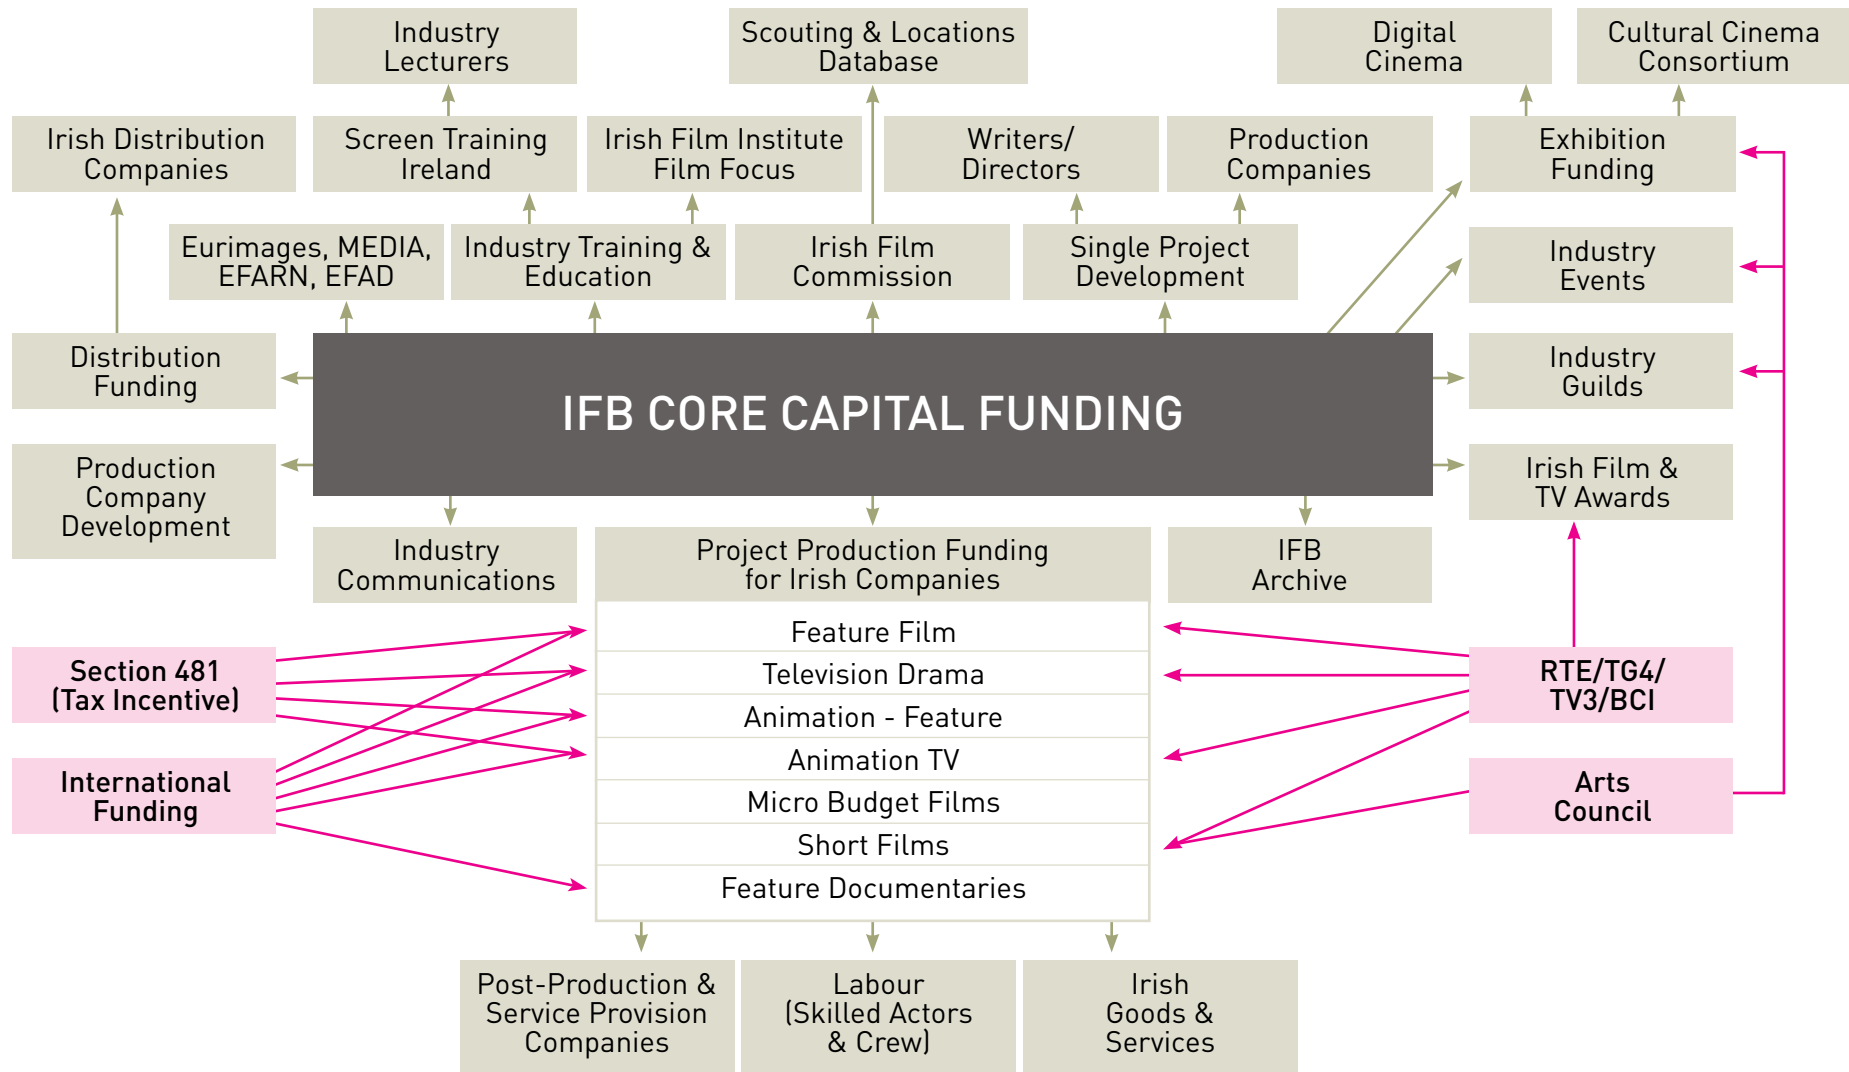 Industry
Lecturers
Scouting & Locations
Database
Digital
Cinema
Cultural Cinema
Consortium
Irish Distribution
Companies
Screen Training
Ireland
Irish Film Institute
Film Focus
Writers/
Directors
Production
Companies
Exhibition
Funding
Eurimages, MEDIA,
EFARN, EFAD
Industry Training &
Education
Irish Film
Commission
Single Project
Development
Industry
Events
Distribution
Funding
IFB CORE CAPITAL FUNDING
Industry
Guilds
Production
Company
Development
Irish Film &
TV Awards
Industry
Communications
Project Production Funding
for Irish Companies
IFB
Archive
Feature Film
Television Drama
Animation - Feature
Animation TV
Micro Budget Films
Short Films
Feature Documentaries
Section 481
(Tax Incentive)
International
Funding
RTE/TG4/
TV3/BCI
Arts
Council
Post-Production &
Service Provision
Companies
Labour
(Skilled Actors
& Crew)
Irish
Goods &
Services